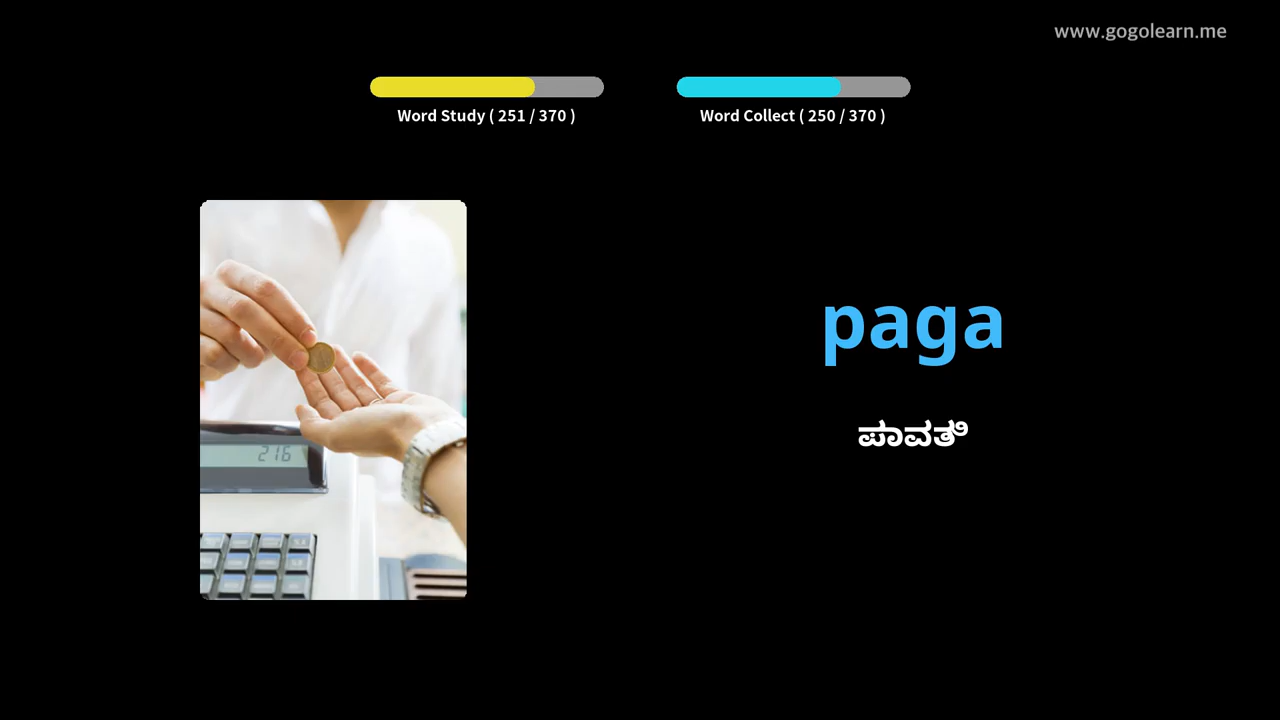 www.gogolearn.me
Word Study ( 251 / 370 )
Word Collect ( 250 / 370 )
216
paga
ಪಾವತಿ